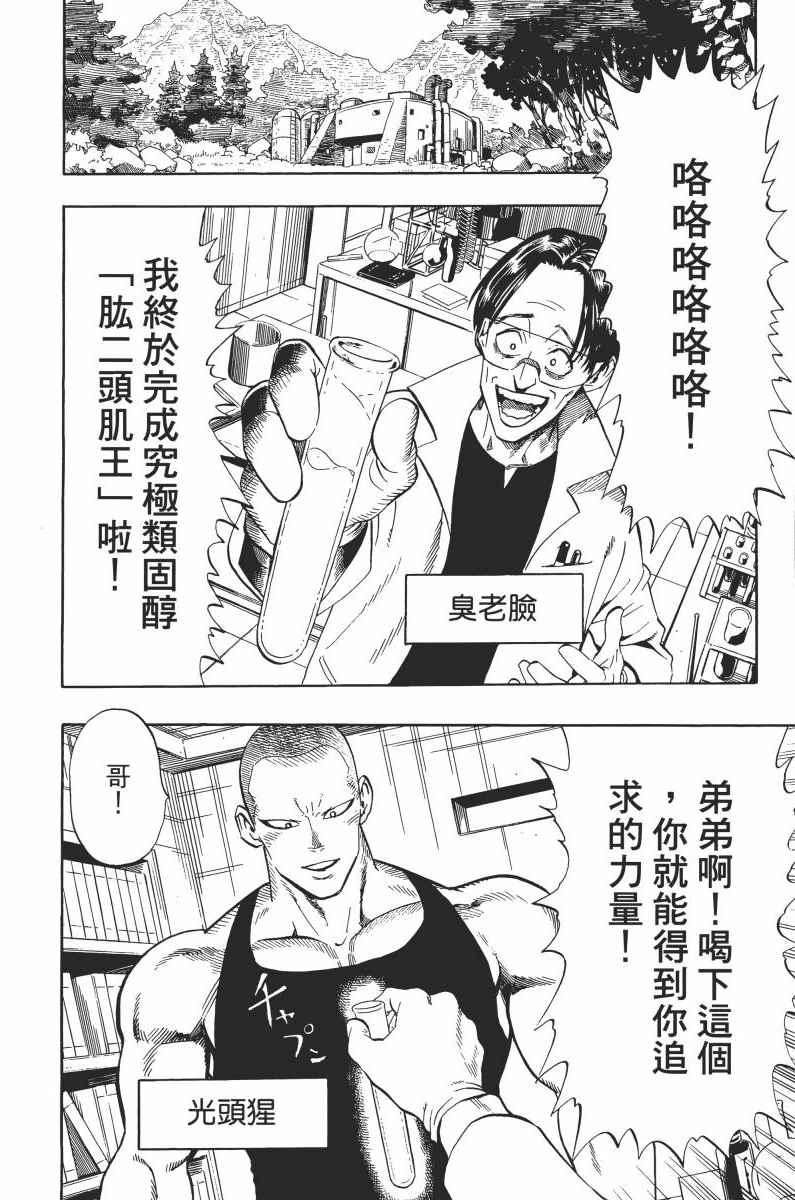 咯咯咯咯咯咯！
我終於完成究極類固醇
「肱二頭肌王」啦！
臭老臉
弟弟啊！喝下這個
，你就能得到你追
求的力量！
哥！
チャプン
光頭猩